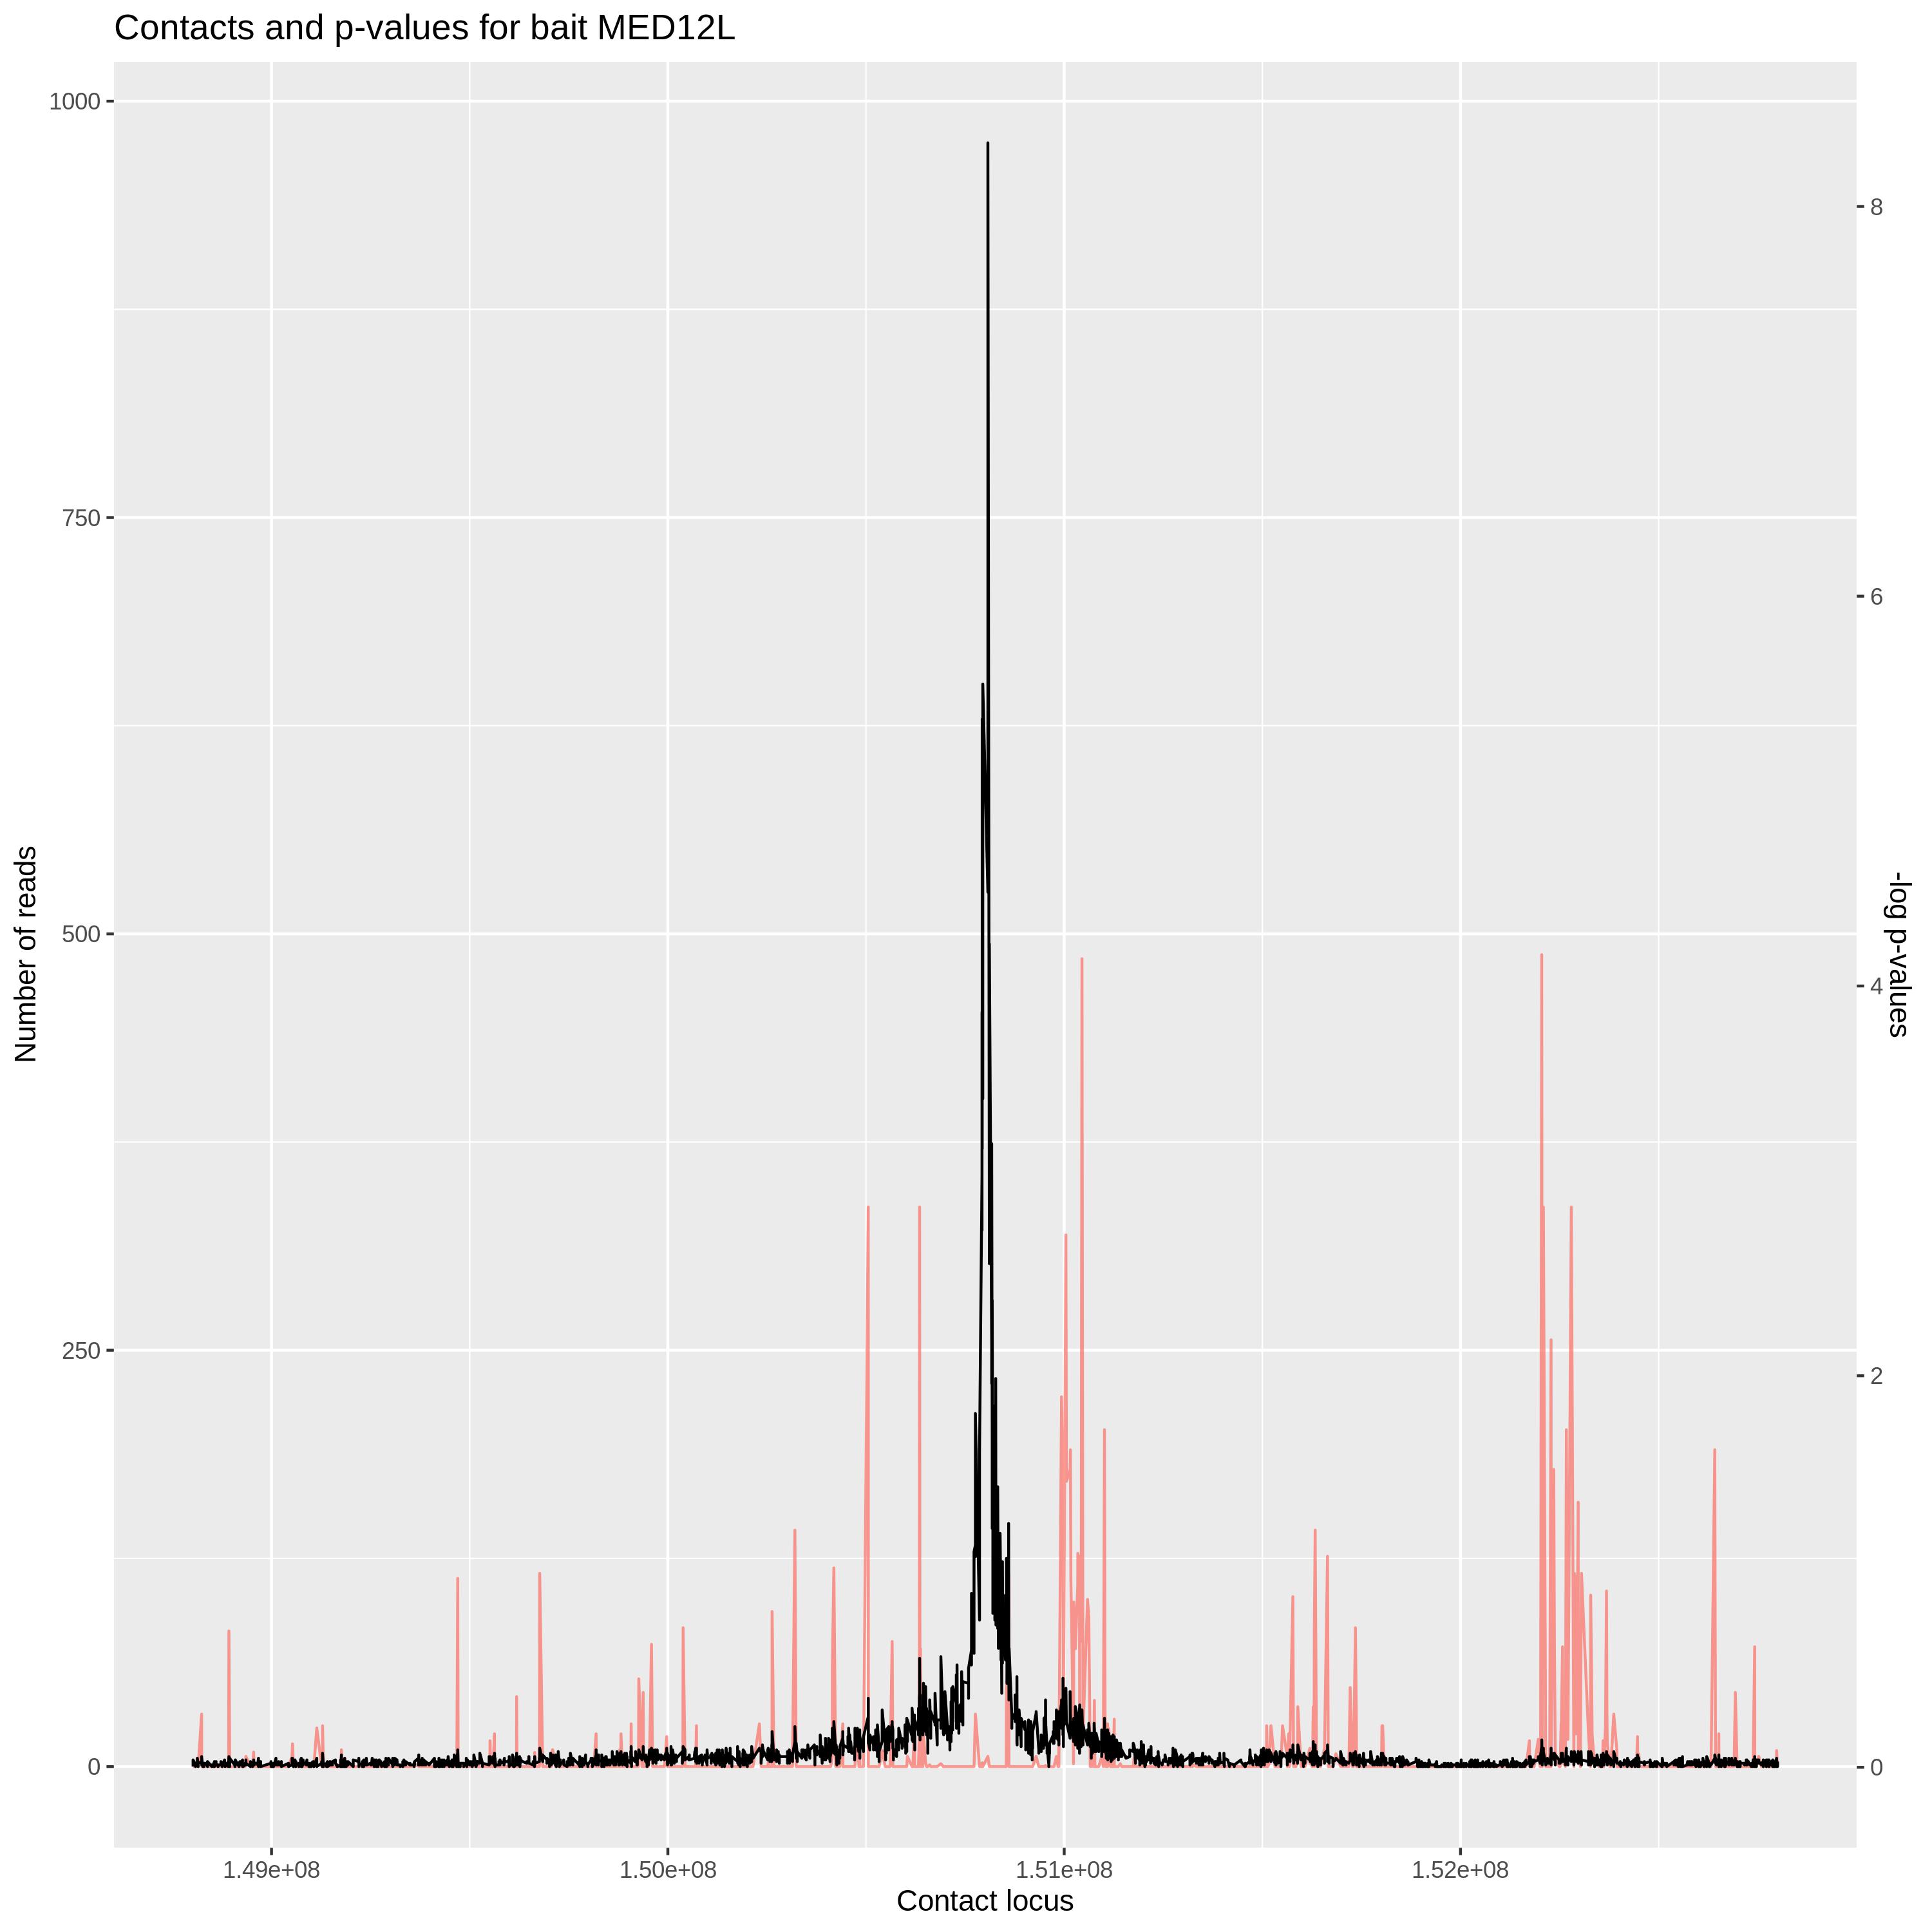 Contacts and p-values for bait MED12L
1000
750
500
250
0
Number of reads
8
6
4
2
0
-log p-values
1.49e+08
1.50e+08
1.51e+08
1.52e+08
Contact locus